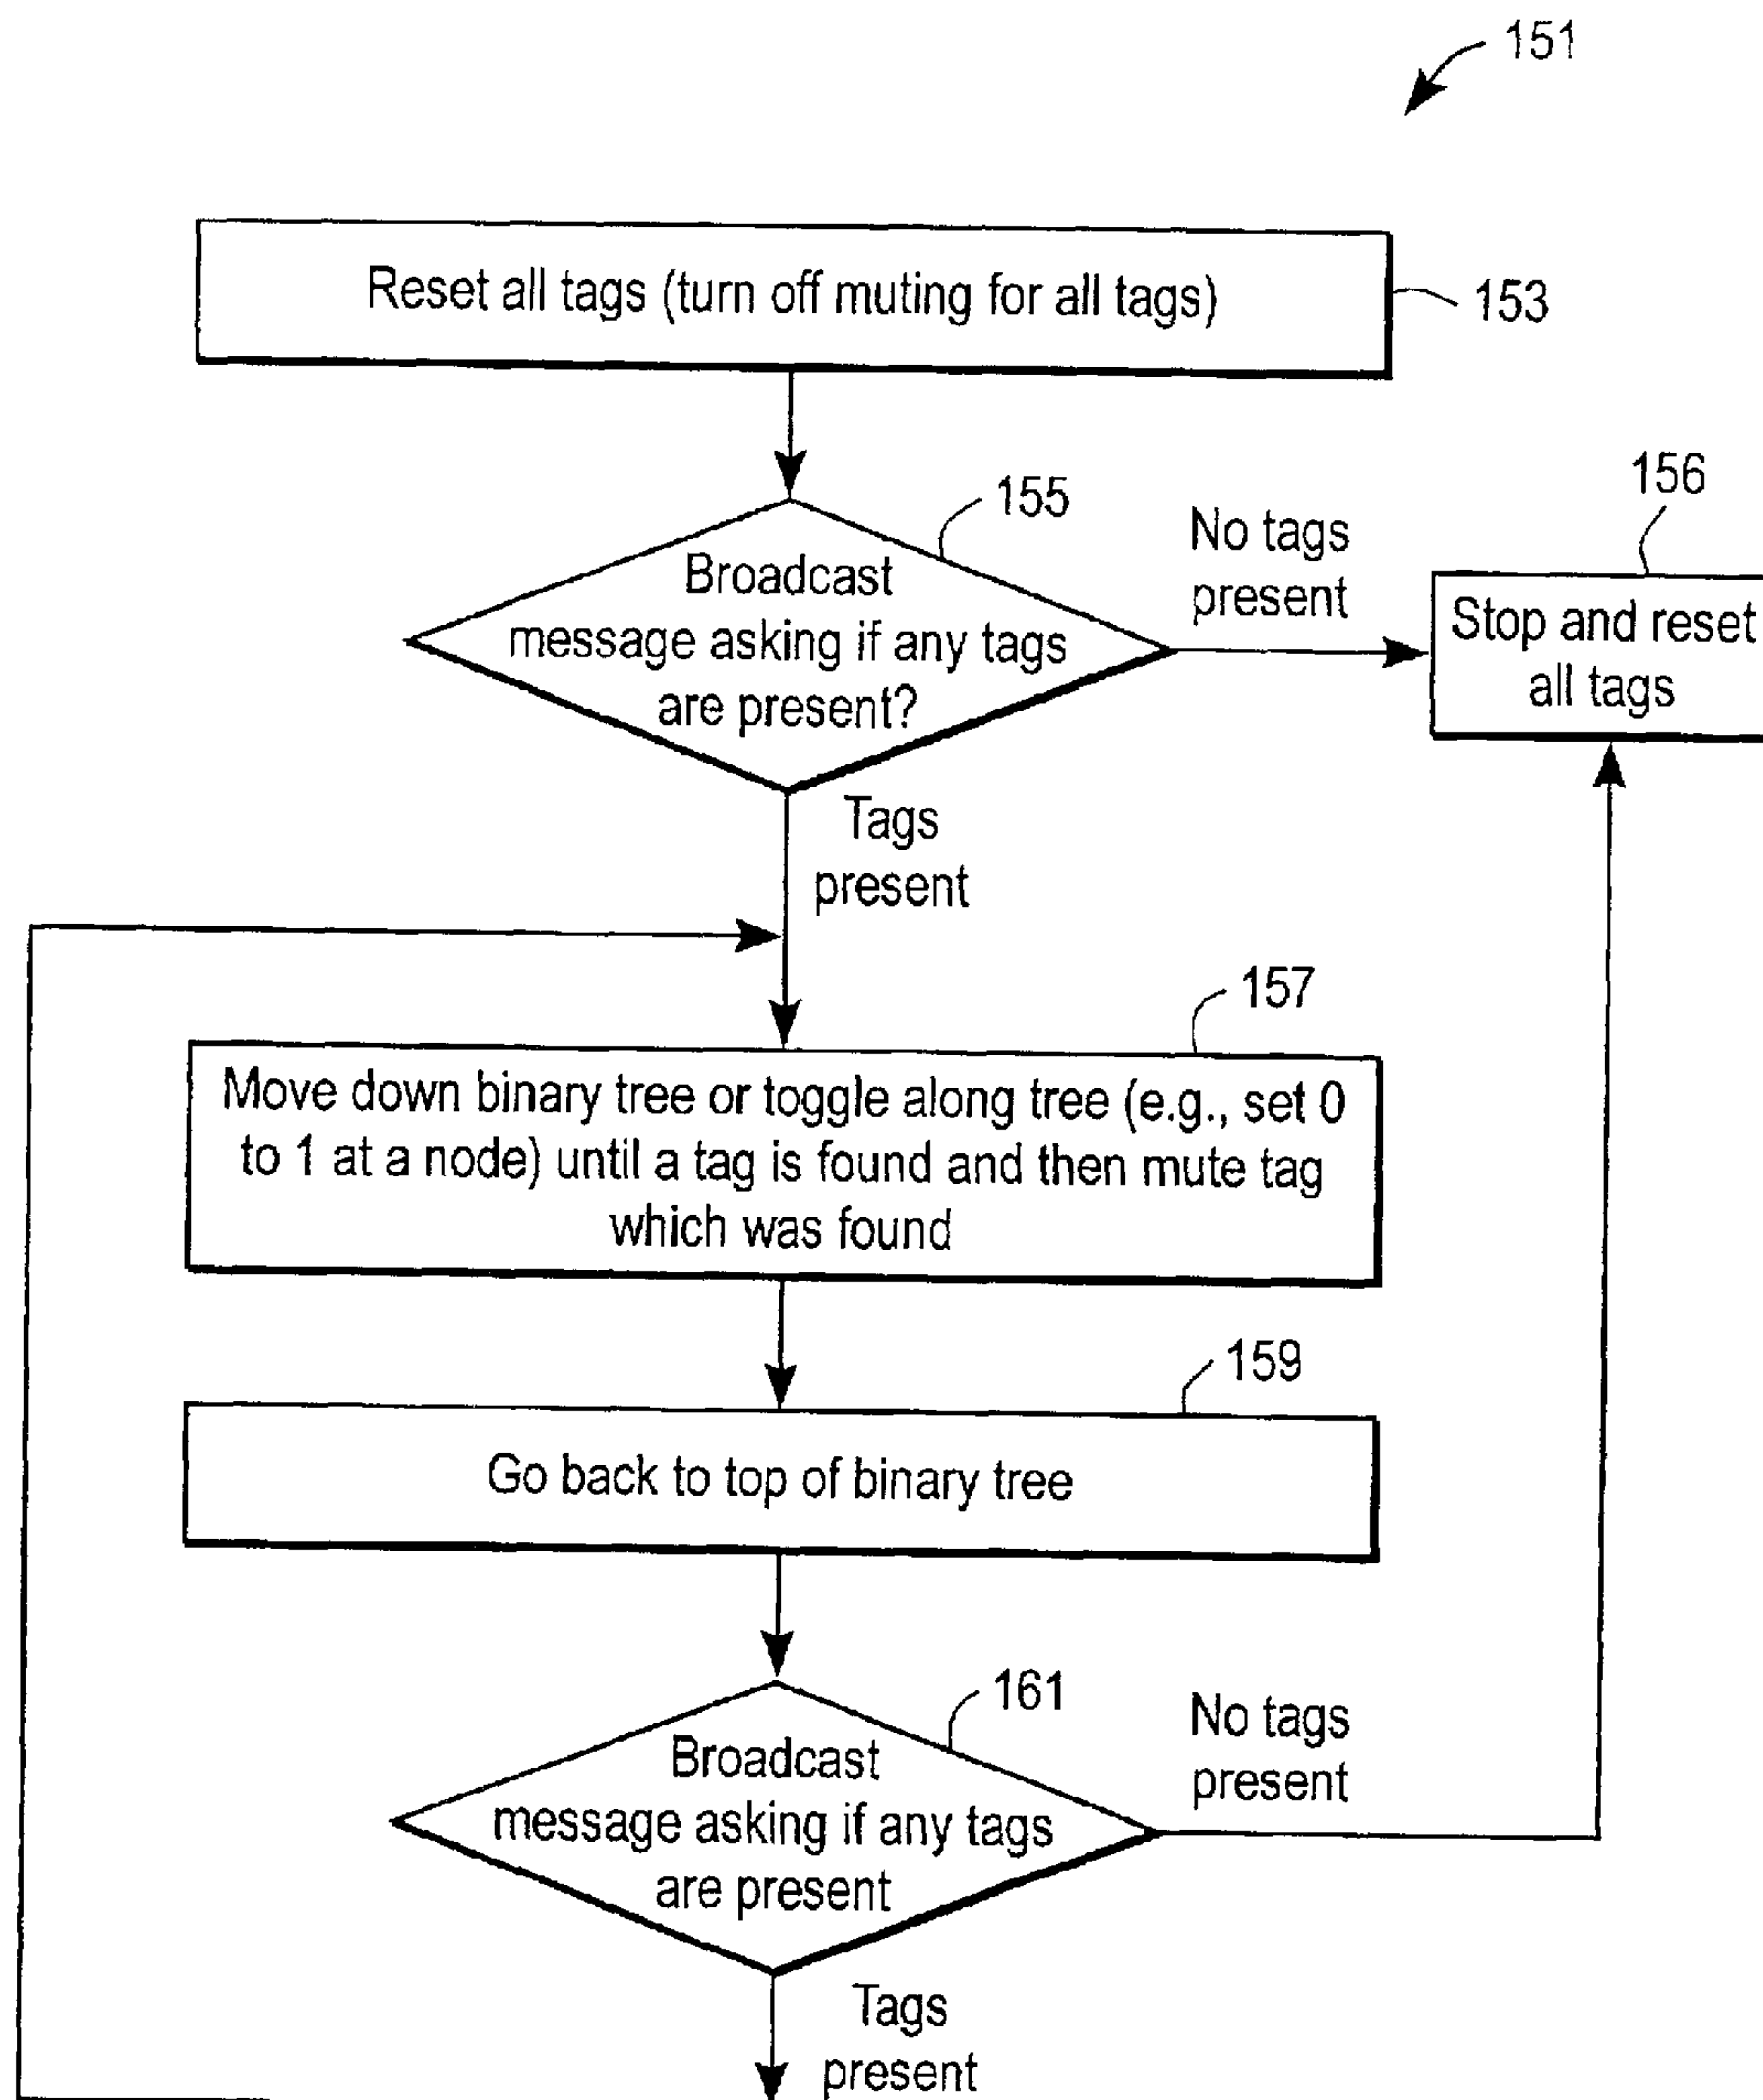 151
Reset all tags (turn off muting for all tags)
153
155
Broadcast
message asking if any tags
are present?
No tags
present
156
Stop and reset
all tags
Tags
present
157
Move down binary tree or toggle along tree (e.g., set 0
to 1 at a node) until a tag is found and then mute tag
which was found
159
Go back to top of binary tree
161
Broadcast
message asking if any tags
are present
No tags
present
Tags
present